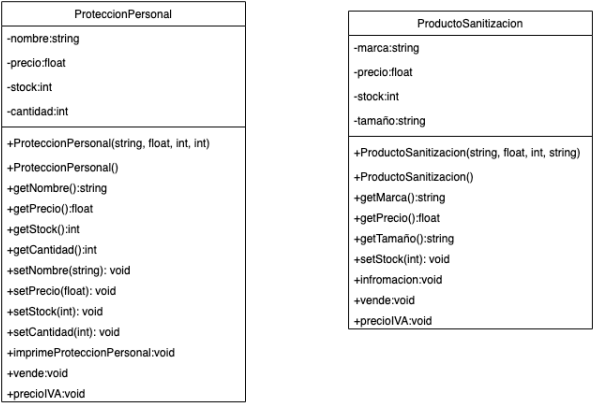 ProteccionPersonal
-nombre:string
-precio:float
-stock:int
-cantidad:int
+ProteccionPersonal(string, float, int, int)
+ProteccionPersonal()
+getNombre():string
+getPrecio():float
+getStock():int
+getCantidad():int
+setNombre(string): void
+setPrecio(float): void
+setStock(int): void
+setCantidad(int): void
+imprimeProteccionPersonal:void
+vende:void
+precioIVA:void
ProductoSanitizacion
-marca:string
-precio:float
-stock:int
-tamaño:string
+ProductoSanitizacion(string, float, int, string)
+ProductoSanitizacion()
+getMarca():string
+getPrecio():float
+getTamaño():string
+setStock(int): void
+infromacion:void
+vende:void
+precioIVA:void